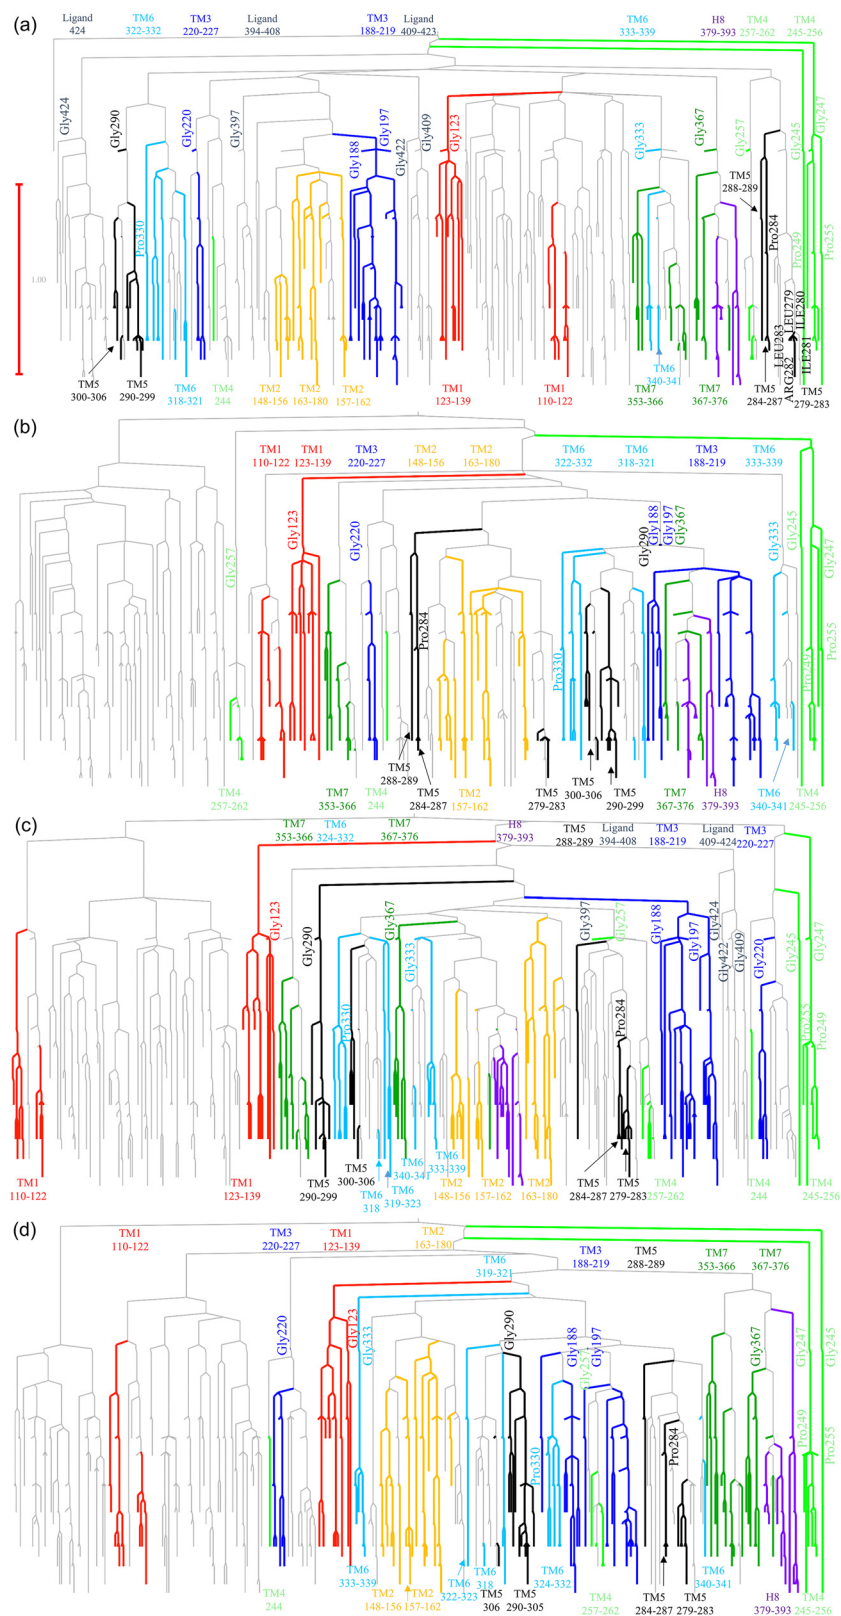 (a)
Ligand
424
TM6
322-332
TM3
220-227
Ligand
394-408
TM3
188-219
Ligand
409-423
TM6
333-339
H8
379-393
TM4
257-262
TM4
245-256
Gly424
Gly290
Gly220
Gly397
Gly188
Gly197
Gly422
Gly409
Gly123
Gly333
Gly367
Gly257
Gly245
Gly247
TM5
288-289
Pro330
Pro284
Pro249
Pro255
1.00
LEU279
ILE280
LEU283
ILE281
ARG282
TM5
300-306
TM5
290-299
TM6
318-321
TM4
244
TM2
148-156
TM2
163-180
TM2
157-162
TM1
123-139
TM1
110-122
TM7
353-366
TM6
340-341
TM7
367-376
TM5
284-287
TM5
279-283
(b)
TM1
110-122
TM1
123-139
TM3
220-227
TM2
148-156
TM2
163-180
TM6
322-332
TM6
318-321
TM3
188-219
TM6
333-339
Gly257
Gly123
Gly220
Gly290
Gly188
Gly197
Gly367
Gly333
Gly245
Gly247
Pro284
Pro330
Pro249
Pro255
TM5
288-289
TM4
257-262
TM7
353-366
TM4
244
TM5
284-287
TM2
157-162
TM5
279-283
TM5
300-306
TM5
290-299
TM7
367-376
H8
379-393
TM6
340-341
TM4
245-256
(c)
TM7
353-366
TM6
324-332
TM7
367-376
H8
379-393
TM5
288-289
Ligand
394-408
TM3
188-219
Ligand
409-424
TM3
220-227
Gly123
Gly290
Gly367
Gly333
Gly397
Gly257
Gly188
Gly197
Gly424
Gly422
Gly409
Gly220
Gly245
Gly247
Pro330
Pro284
Pro255
Pro249
TM1
110-122
TM1
123-139
TM5
290-299
TM5
300-306
TM6
318
TM6
340-341
TM6
319-323
TM6
333-339
TM2
148-156
TM2
157-162
TM2
163-180
TM5
284-287
TM5
279-283
TM4
257-262
TM4
244
TM4
245-256
(d)
TM1
110-122
TM3
220-227
TM1
123-139
TM2
163-180
TM6
319-321
TM3
188-219
TM5
288-289
TM7
353-366
TM7
367-376
Gly220
Gly123
Gly333
Gly290
Gly257
Gly188
Gly197
Gly367
Gly247
Gly245
Pro330
Pro284
Pro249
Pro255
TM4
244
TM6
333-339
TM2
148-156
TM2
157-162
TM6
322-323
TM6
318
TM5
306
TM5
290-305
TM6
324-332
TM4
257-262
TM5
284-287
TM5
279-283
TM6
340-341
H8
379-393
TM4
245-256